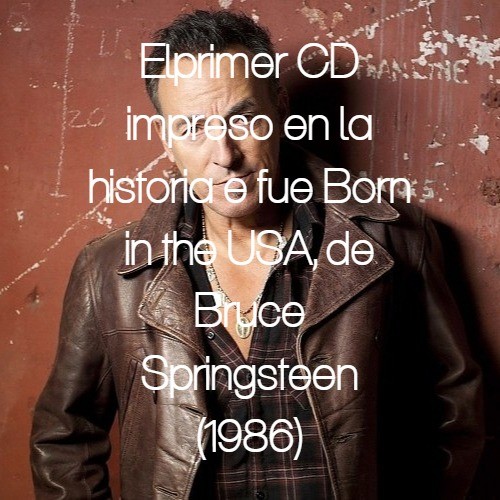 Elprimer CD
impreso en la
historia e fue Born
in the USA, de
Bruce
Springsteen
(1986)